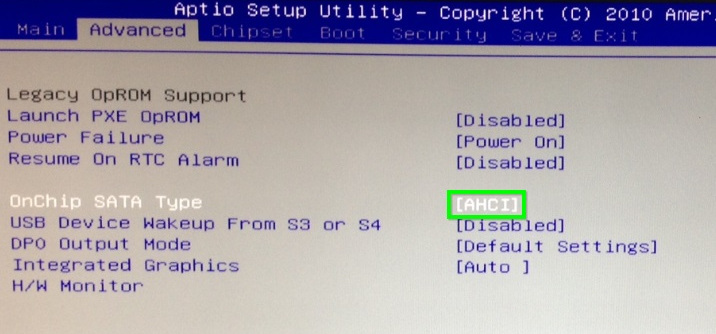 Aptio Setup Utility - Copyright (C) 2010 Amer
Main Advanced Chipset Boot Security Save & Exit
Legacy OpROM Support
Launch PXE OpROM [Disabled]
Power Failure [Power On]
Resume On RTC Alarm [Disabled]
OnChip SATA Type [AHCI]
USB Device Wakeup From S3 or S4 [Disabled]
DPO Output Mode [Default Settings]
Integrated Graphics [Auto ]
H/W Monitor